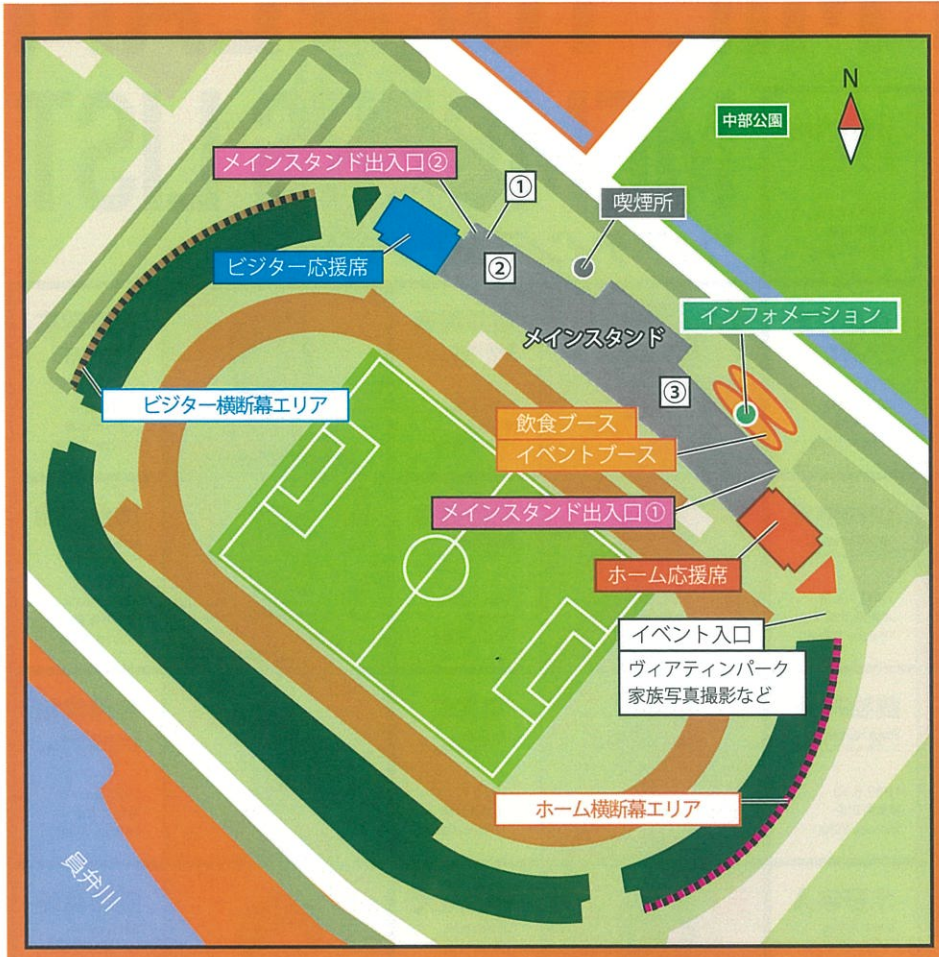 N
中部公園
メインスタンド出入口②
①
喫煙所
ビジター応援席
②
インフォメーション
メインスタンド
③
ビジター横断幕エリア
飲食ブース
イベントブース
メインスタンド出入口①
ホーム応援席
イベント入口
ヴィアティンパーク
家族写真撮影など
ホーム横断幕エリア
員弁川